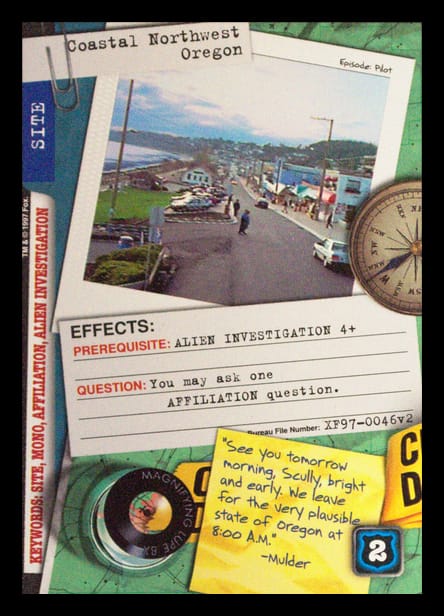 Coastal Northwest
Oregon
Episode: Pilot
SITE
TM & © 1997 Fox.
KEYWORDS: SITE, MONO, AFFILIATION, ALIEN INVESTIGATION
EFFECTS:
PREREQUISITE: ALIEN INVESTIGATION 4+
QUESTION: You may ask one
AFFILIATION question.
Bureau File Number: XF97-0046v2
"See you tomorrow
morning, Scully, bright
and early. We leave
for the very plausible
state of Oregon at
8:00 A.M."
-Mulder
MAGNIFYING LUPE 8X
2